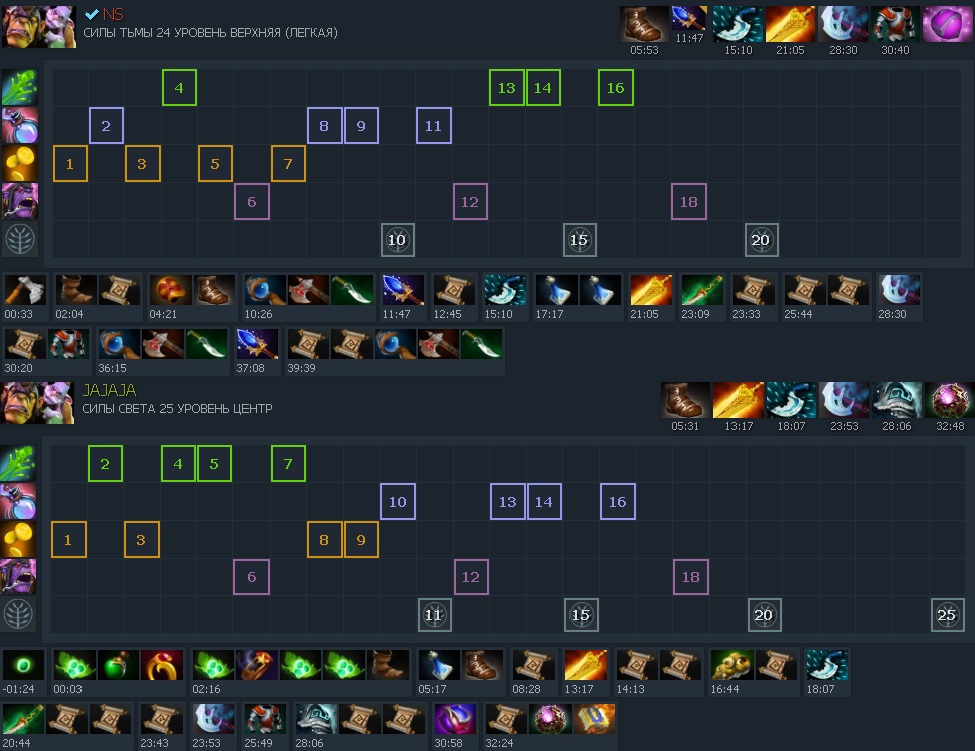 NS
СИЛЫ ТЬМЫ 24 УРОВЕНЬ ВЕРХНЯЯ (ЛЕГКАЯ)
05:53 11:47 15:10 21:05 28:30 30:40
4 13 14 16
2 8 9 11
1 3 5 7
6 12 18
10 15 20
00:33 02:04 04:21 10:26 11:47 12:45 15:10 17:17 21:05 23:09 23:33 25:44 28:30
30:20 36:15 37:08 39:39
JAJAJA
СИЛЫ СВЕТА 25 УРОВЕНЬ ЦЕНТР
05:31 13:17 18:07 23:53 28:06 32:48
2 4 5 7
10 13 14 16
1 3 8 9
6 12 18
11 15 20 25
-01:24 00:03 02:16 05:17 08:28 13:17 14:13 16:44 18:07
20:44 23:43 23:53 25:49 28:06 30:58 32:24